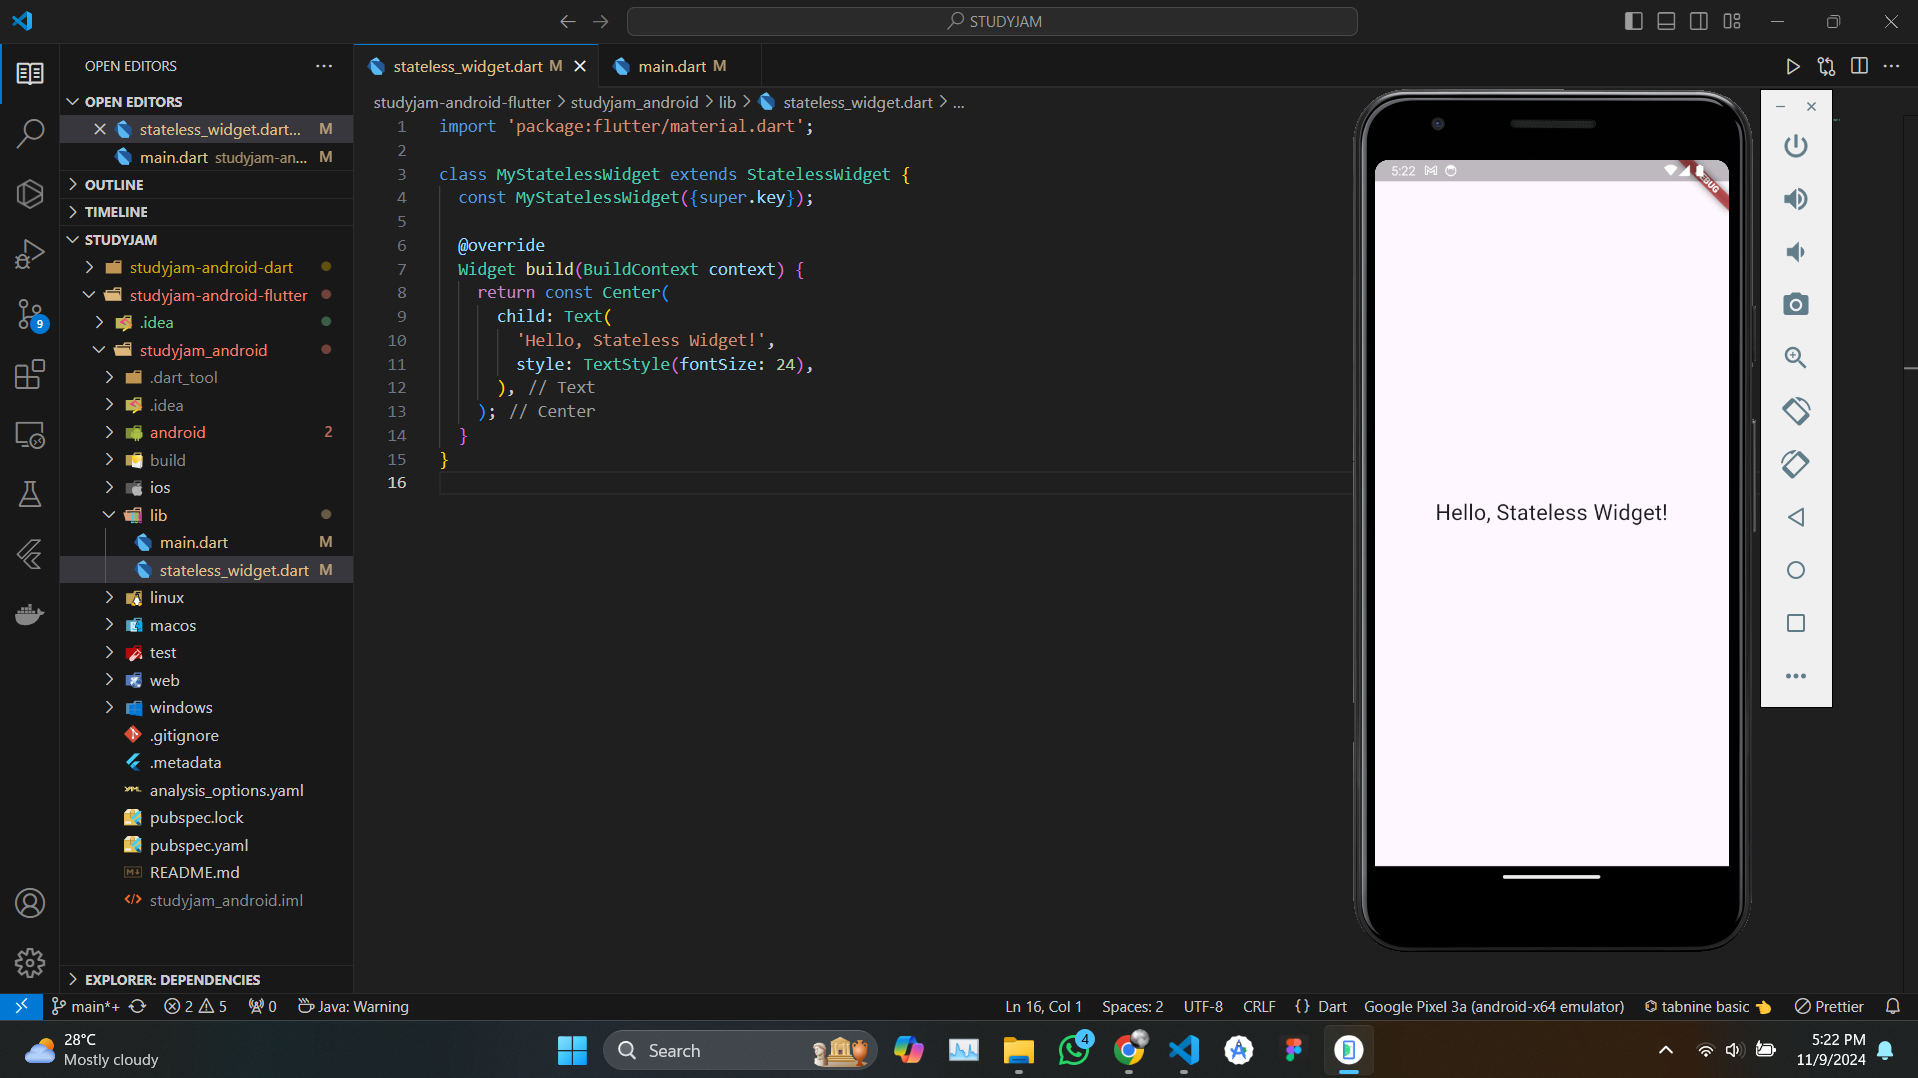 STUDYJAM
OPEN EDITORS
OPEN EDITORS
stateless_widget.dart... M
main.dart studyjam-an... M
OUTLINE
TIMELINE
STUDYJAM
studyjam-android-dart
studyjam-android-flutter
.idea
studyjam_android
.dart_tool
.idea
android 2
build
ios
lib
main.dart M
stateless_widget.dart M
linux
macos
test
web
windows
.gitignore
.metadata
analysis_options.yaml
pubspec.lock
pubspec.yaml
README.md
studyjam_android.iml
EXPLORER: DEPENDENCIES
9
stateless_widget.dart M main.dart M
studyjam-android-flutter > studyjam_android > lib > stateless_widget.dart > ...
1 import 'package:flutter/material.dart';
2
3 class MyStatelessWidget extends StatelessWidget {
4 const MyStatelessWidget({super.key});
5
6 @override
7 Widget build(BuildContext context) {
8 return const Center(
9 child: Text(
10 'Hello, Stateless Widget!',
11 style: TextStyle(fontSize: 24),
12 ), // Text
13 ); // Center
14 }
15 }
16
5:22
Hello, Stateless Widget!
main*+ 2 5 0 Java: Warning Ln 16, Col 1 Spaces: 2 UTF-8 CRLF {} Dart Google Pixel 3a (android-x64 emulator) tabnine basic Prettier
28°C
Mostly cloudy
Search
4
5:22 PM
11/9/2024